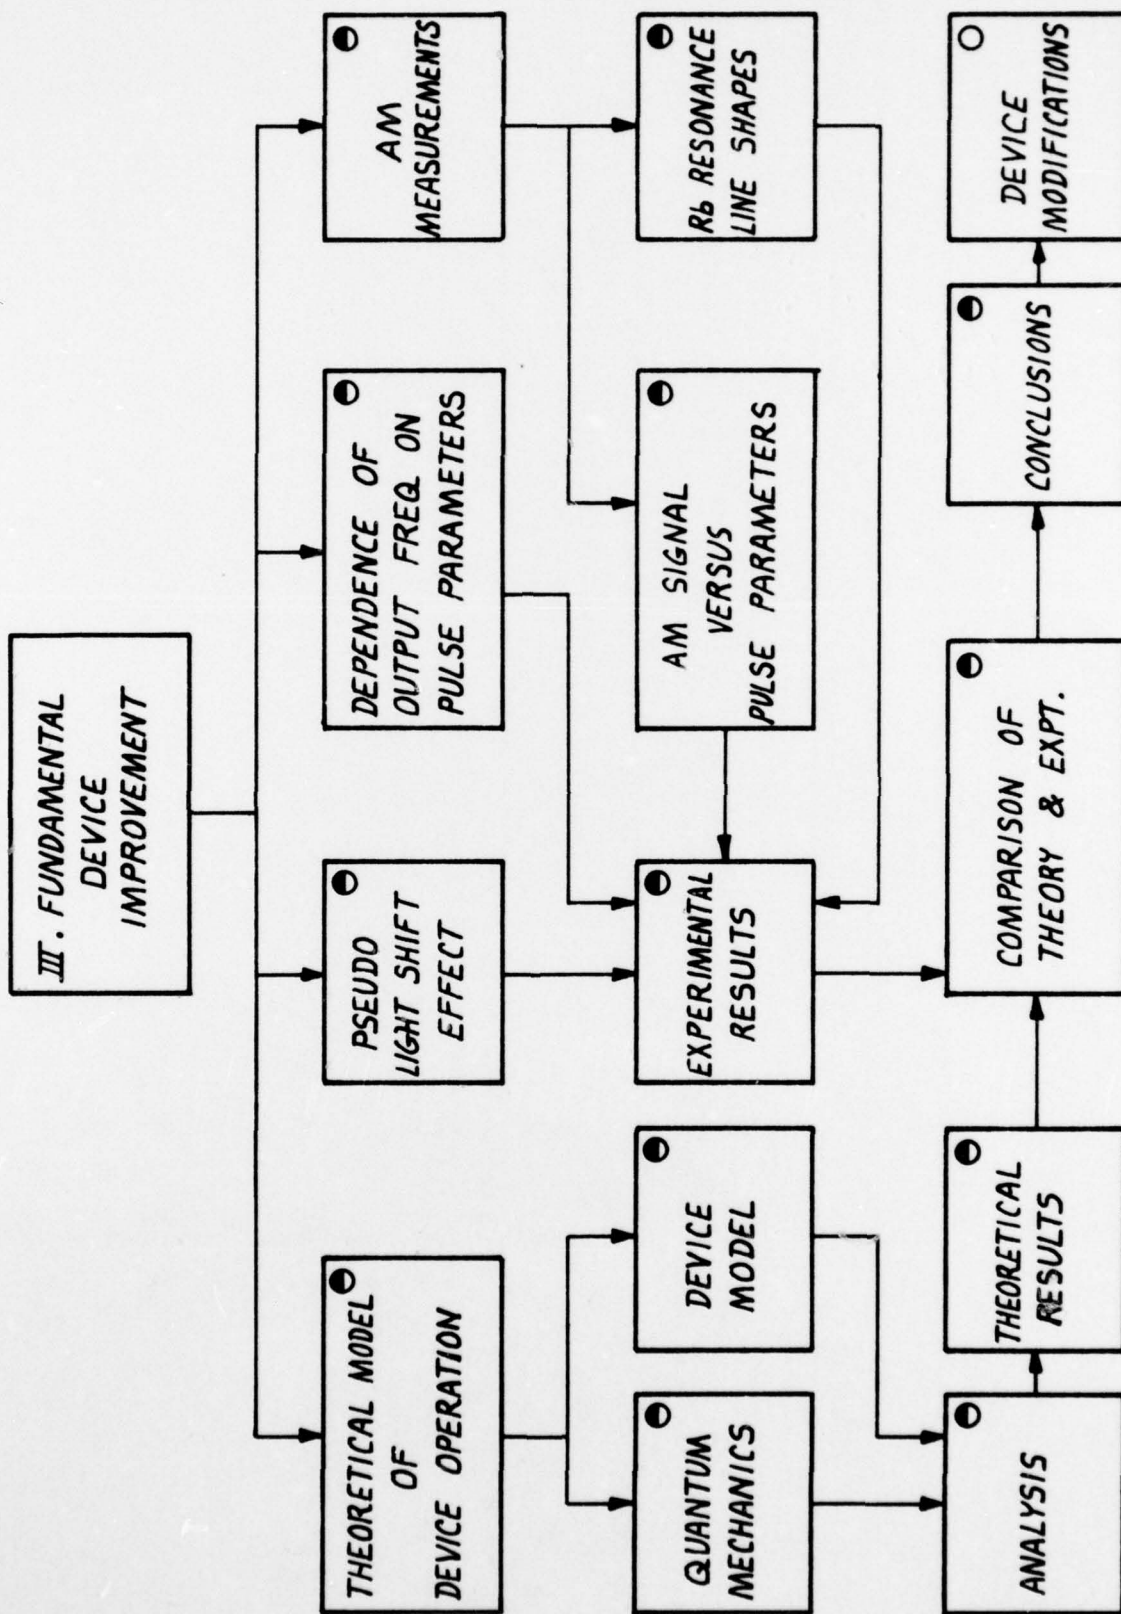 III. FUNDAMENTAL
DEVICE
IMPROVEMENT
THEORETICAL MODEL
OF
DEVICE OPERATION
PSEUDO
LIGHT SHIFT
EFFECT
DEPENDENCE OF
OUTPUT FREQ ON
PULSE PARAMETERS
AM
MEASUREMENTS
QUANTUM
MECHANICS
DEVICE
MODEL
EXPERIMENTAL
RESULTS
AM SIGNAL
VERSUS
PULSE PARAMETERS
Rb RESONANCE
LINE SHAPES
ANALYSIS
THEORETICAL
RESULTS
COMPARISON OF
THEORY & EXPT.
CONCLUSIONS
DEVICE
MODIFICATIONS